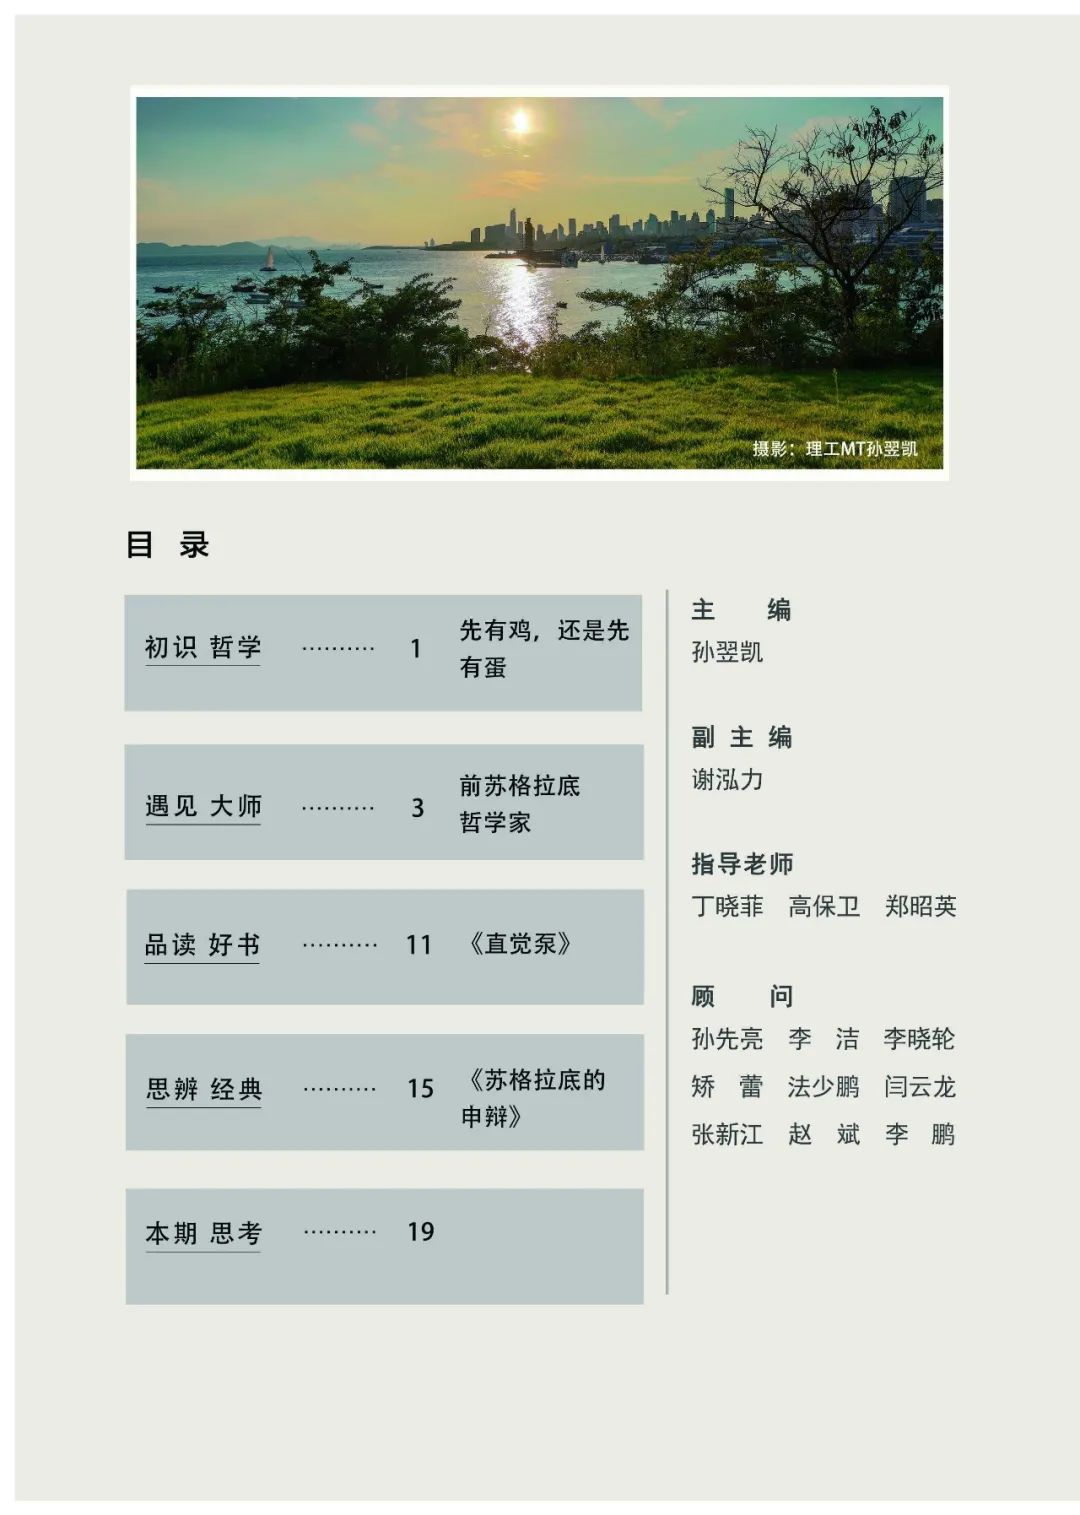 摄影：理工MT孙翌凯
目 录
初识 哲学 ·········· 1 先有鸡，还是先
有蛋
遇见 大师 ·········· 3 前苏格拉底
哲学家
品读 好书 ·········· 11 《直觉泵》
思辨 经典 ·········· 15 《苏格拉底的
申辩》
本期 思考 ·········· 19
主 编
孙翌凯
副 主 编
谢泓力
指导老师
丁晓菲 高保卫 郑昭英
顾 问
孙先亮 李 洁 李晓轮
矫 蕾 法少鹏 闫云龙
张新江 赵 斌 李 鹏